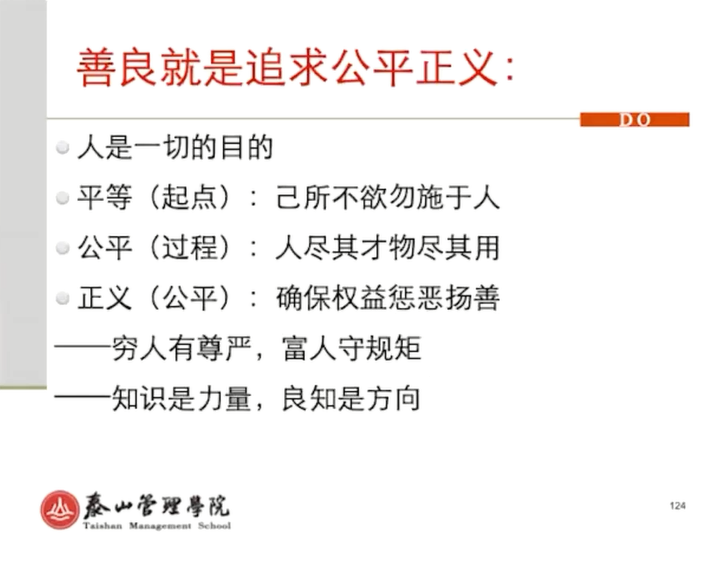 善良就是追求公平正义：
DO
人是一切的目的
平等（起点）：己所不欲勿施于人
公平（过程）：人尽其才物尽其用
正义（公平）：确保权益惩恶扬善
——穷人有尊严，富人守规矩
——知识是力量，良知是方向
泰山管理學院
Taishan Management School
124